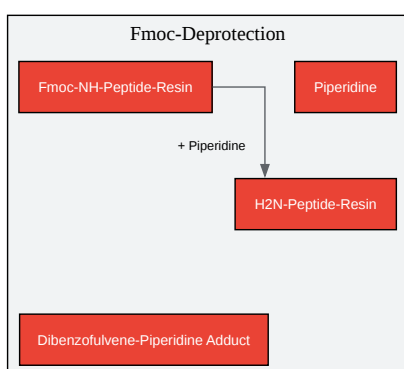 Fmoc-Deprotection
Fmoc-NH-Peptide-Resin
Piperidine
+ Piperidine
H2N-Peptide-Resin
Dibenzofulvene-Piperidine Adduct